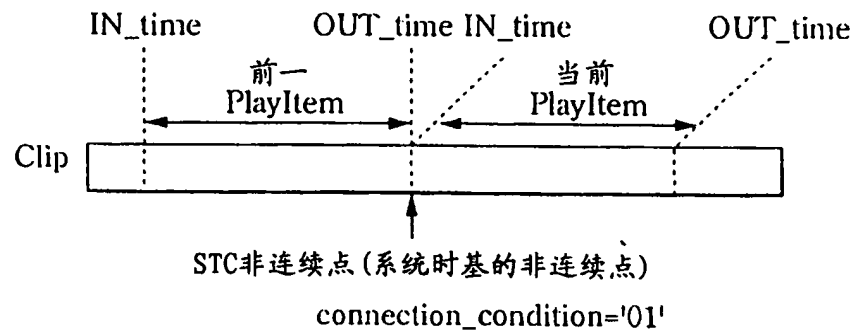 IN_time OUT_time IN_time OUT_time
前一 当前
PlayItem PlayItem
Clip
STC非连续点(系统时基的非连续点)
connection_condition='01'